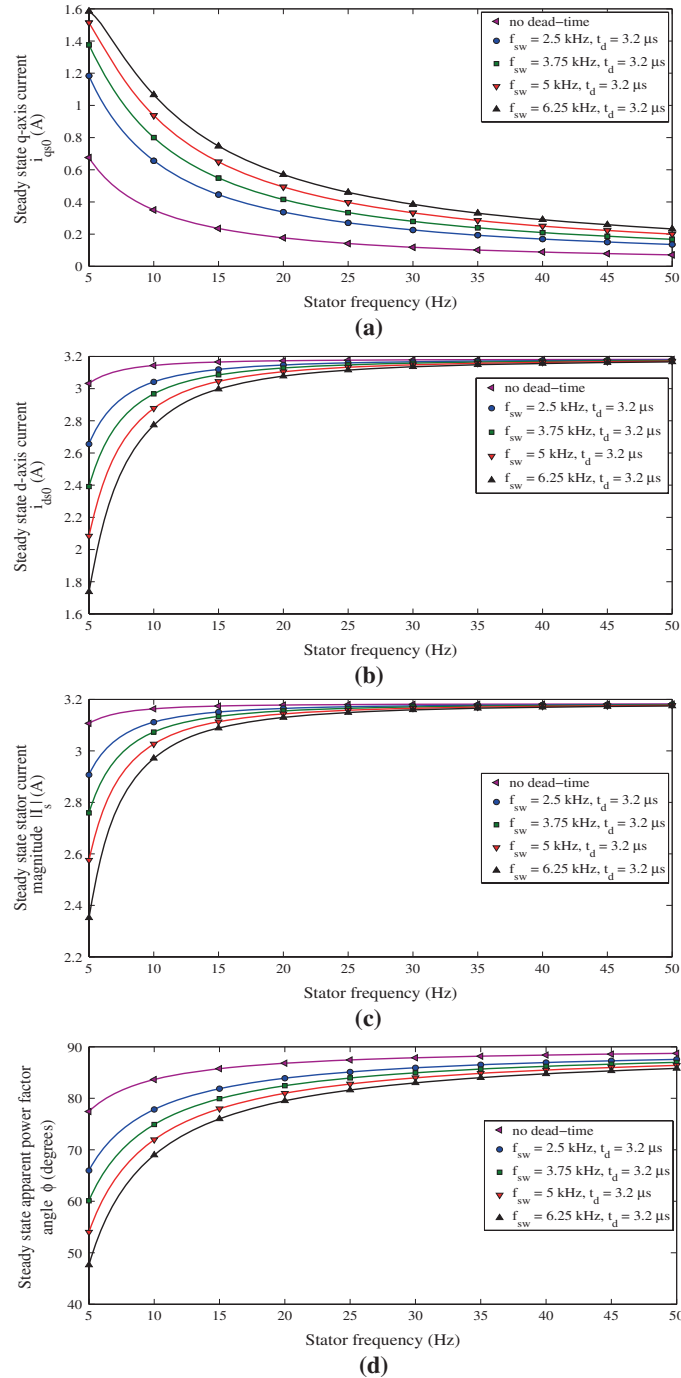 1.6
1.4
1.2
1
0.8
0.6
0.4
0.2
0
Steady state q-axis current
i_qs0 (A)
no dead−time
f_sw = 2.5 kHz, t_d = 3.2 μs
f_sw = 3.75 kHz, t_d = 3.2 μs
f_sw = 5 kHz, t_d = 3.2 μs
f_sw = 6.25 kHz, t_d = 3.2 μs
5 10 15 20 25 30 35 40 45 50
Stator frequency (Hz)
(a)
3.2
3
2.8
2.6
2.4
2.2
2
1.8
1.6
Steady state d-axis current
i_ds0 (A)
no dead−time
f_sw = 2.5 kHz, t_d = 3.2 μs
f_sw = 3.75 kHz, t_d = 3.2 μs
f_sw = 5 kHz, t_d = 3.2 μs
f_sw = 6.25 kHz, t_d = 3.2 μs
5 10 15 20 25 30 35 40 45 50
Stator frequency (Hz)
(b)
3.2
3
2.8
2.6
2.4
2.2
Steady state stator current
magnitude |I_s| (A)
no dead−time
f_sw = 2.5 kHz, t_d = 3.2 μs
f_sw = 3.75 kHz, t_d = 3.2 μs
f_sw = 5 kHz, t_d = 3.2 μs
f_sw = 6.25 kHz, t_d = 3.2 μs
5 10 15 20 25 30 35 40 45 50
Stator frequency (Hz)
(c)
90
80
70
60
50
40
Steady state apparent power factor
angle ϕ (degrees)
no dead−time
f_sw = 2.5 kHz, t_d = 3.2 μs
f_sw = 3.75 kHz, t_d = 3.2 μs
f_sw = 5 kHz, t_d = 3.2 μs
f_sw = 6.25 kHz, t_d = 3.2 μs
5 10 15 20 25 30 35 40 45 50
Stator frequency (Hz)
(d)